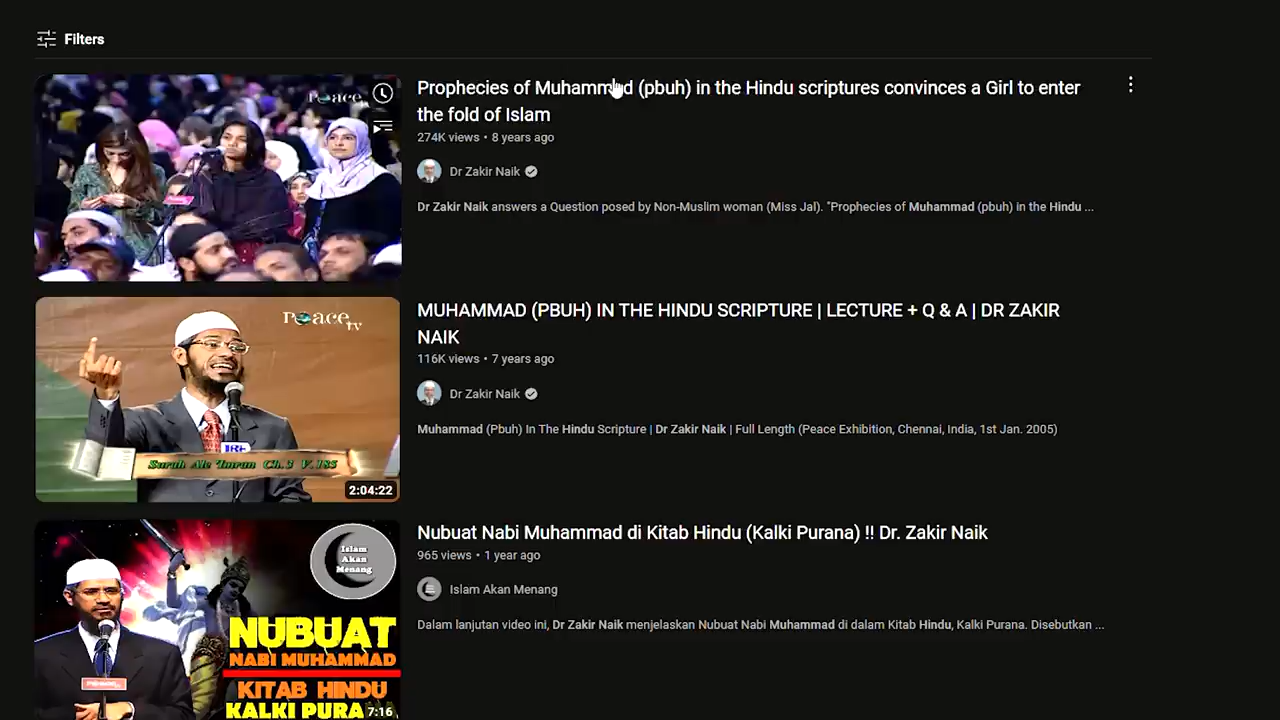 Filters
Peace
Prophecies of Muhammad (pbuh) in the Hindu scriptures convinces a Girl to enter
the fold of Islam
274K views • 8 years ago
Dr Zakir Naik
Dr Zakir Naik answers a Question posed by Non-Muslim woman (Miss Jal). "Prophecies of Muhammad (pbuh) in the Hindu ...
Peace tv
Surah Ale 'Imran Ch.3 V.185
2:04:22
MUHAMMAD (PBUH) IN THE HINDU SCRIPTURE | LECTURE + Q & A | DR ZAKIR
NAIK
116K views • 7 years ago
Dr Zakir Naik
Muhammad (Pbuh) In The Hindu Scripture | Dr Zakir Naik | Full Length (Peace Exhibition, Chennai, India, 1st Jan. 2005)
Islam
Akan
Menang
NUBUAT
NABI MUHAMMAD
KITAB HINDU
KALKI PURA
7:16
Nubuat Nabi Muhammad di Kitab Hindu (Kalki Purana) !! Dr. Zakir Naik
965 views • 1 year ago
Islam Akan Menang
Dalam lanjutan video ini, Dr Zakir Naik menjelaskan Nubuat Nabi Muhammad di dalam Kitab Hindu, Kalki Purana. Disebutkan ...